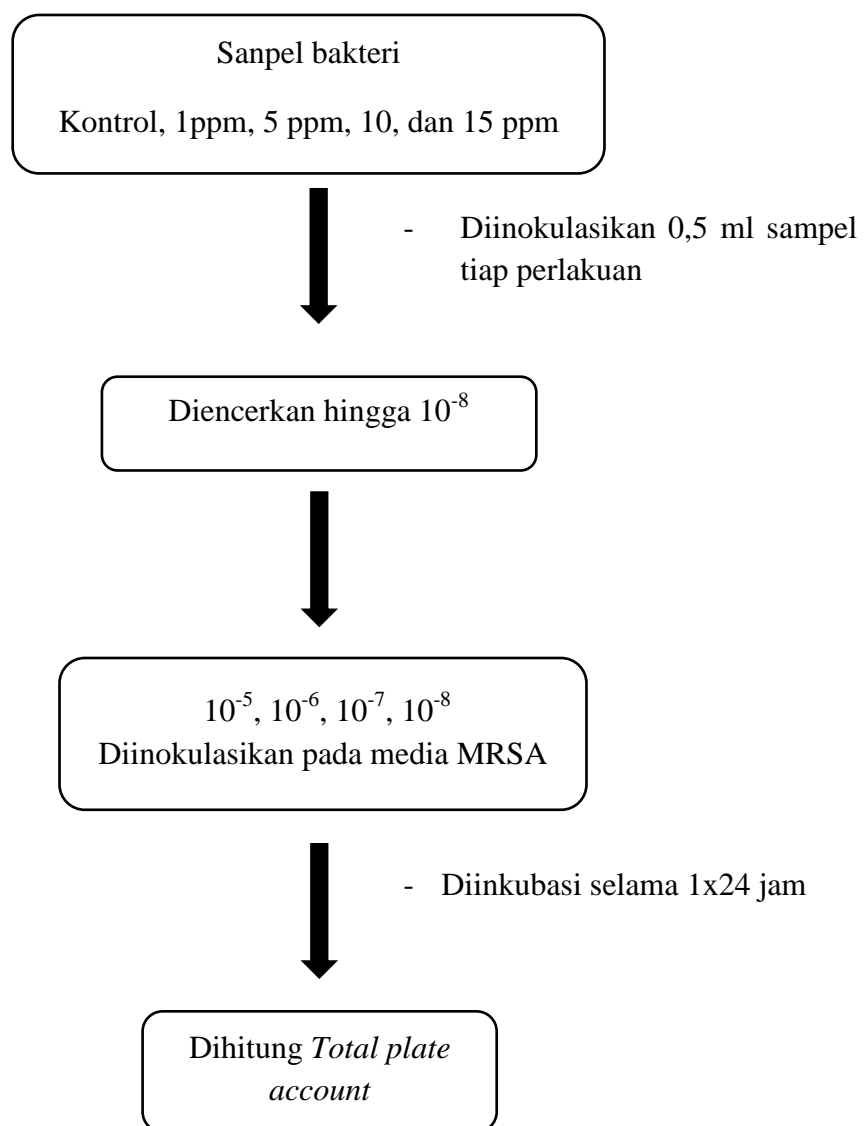 Sanpel bakteri
Kontrol, 1ppm, 5 ppm, 10, dan 15 ppm
- Diinokulasikan 0,5 ml sampel
tiap perlakuan
Diencerkan hingga 10⁻⁸
10⁻⁵, 10⁻⁶, 10⁻⁷, 10⁻⁸
Diinokulasikan pada media MRSA
- Diinkubasi selama 1x24 jam
Dihitung Total plate
account